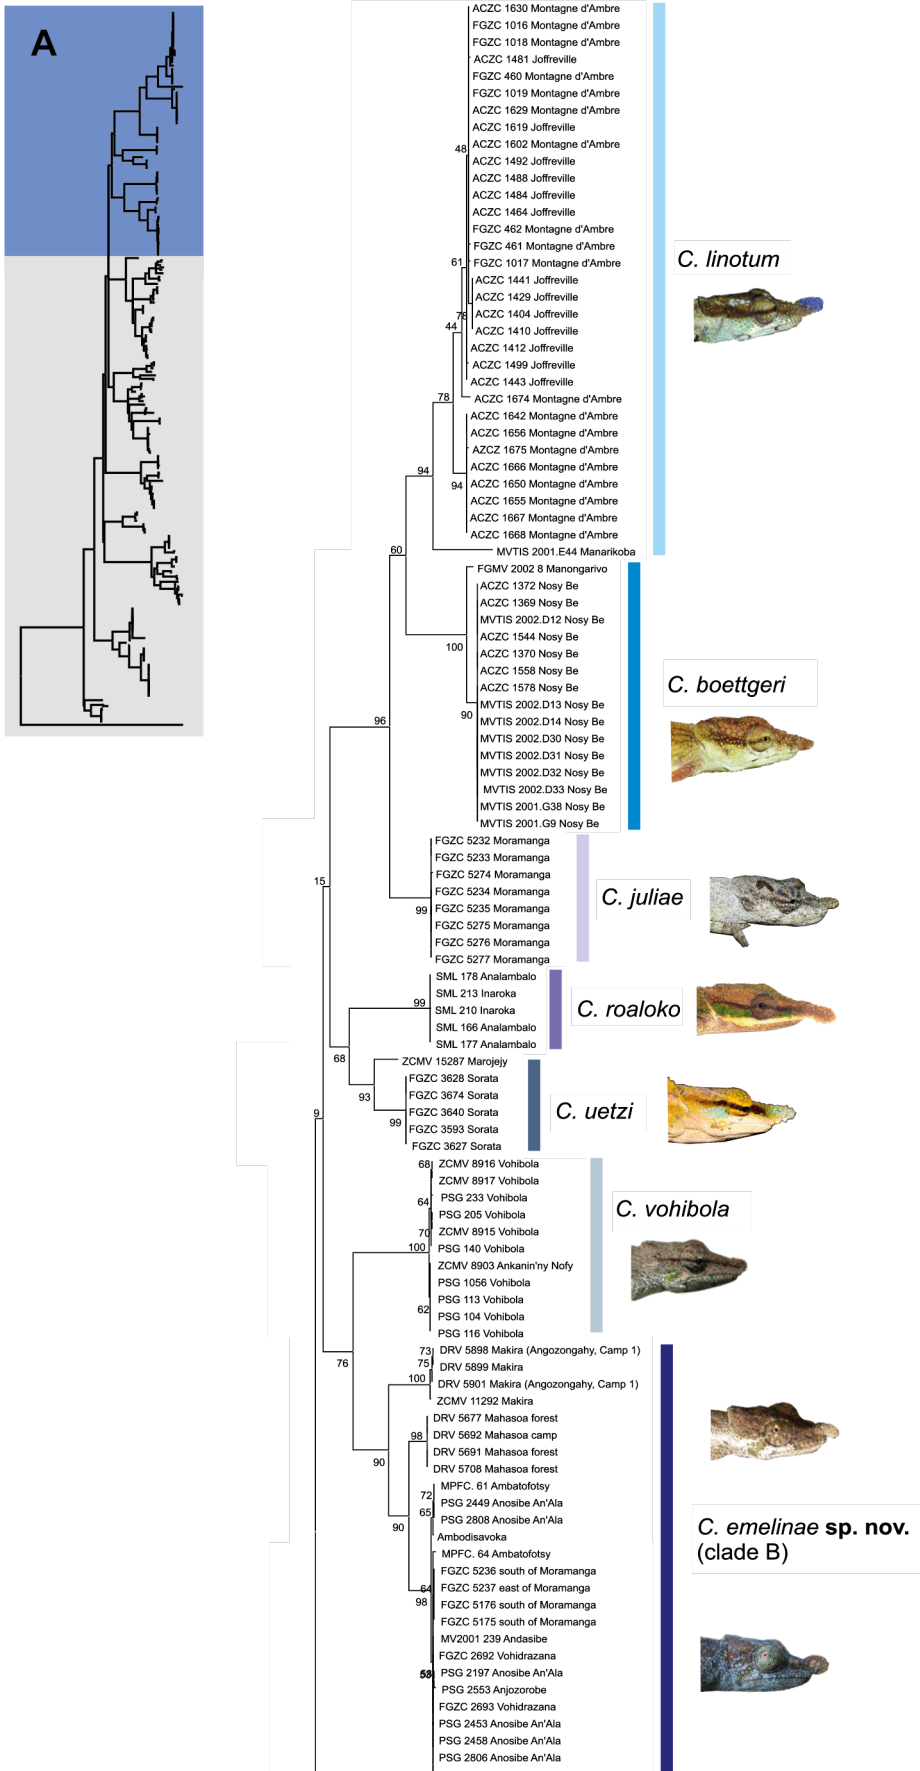 A
ACZC 1630 Montagne d'Ambre
FGZC 1016 Montagne d'Ambre
FGZC 1018 Montagne d'Ambre
ACZC 1481 Joffreville
FGZC 460 Montagne d'Ambre
FGZC 1019 Montagne d'Ambre
ACZC 1629 Montagne d'Ambre
ACZC 1619 Joffreville
ACZC 1602 Montagne d'Ambre
48
ACZC 1492 Joffreville
ACZC 1488 Joffreville
ACZC 1484 Joffreville
ACZC 1464 Joffreville
FGZC 462 Montagne d'Ambre
FGZC 461 Montagne d'Ambre
61
FGZC 1017 Montagne d'Ambre
C. linotum
ACZC 1441 Joffreville
ACZC 1429 Joffreville
ACZC 1404 Joffreville
78
44
ACZC 1410 Joffreville
ACZC 1412 Joffreville
ACZC 1499 Joffreville
ACZC 1443 Joffreville
78
ACZC 1674 Montagne d'Ambre
ACZC 1642 Montagne d'Ambre
ACZC 1656 Montagne d'Ambre
AZCZ 1675 Montagne d'Ambre
ACZC 1666 Montagne d'Ambre
94
94
ACZC 1650 Montagne d'Ambre
ACZC 1655 Montagne d'Ambre
ACZC 1667 Montagne d'Ambre
ACZC 1668 Montagne d'Ambre
60
MVTIS 2001.E44 Manarikoba
FGMV 2002 8 Manongarivo
ACZC 1372 Nosy Be
ACZC 1369 Nosy Be
MVTIS 2002.D12 Nosy Be
ACZC 1544 Nosy Be
100
ACZC 1370 Nosy Be
ACZC 1558 Nosy Be
ACZC 1578 Nosy Be
C. boettgeri
MVTIS 2002.D13 Nosy Be
90
96
MVTIS 2002.D14 Nosy Be
MVTIS 2002.D30 Nosy Be
MVTIS 2002.D31 Nosy Be
MVTIS 2002.D32 Nosy Be
MVTIS 2002.D33 Nosy Be
MVTIS 2001.G38 Nosy Be
MVTIS 2001.G9 Nosy Be
FGZC 5232 Moramanga
FGZC 5233 Moramanga
FGZC 5274 Moramanga
15
FGZC 5234 Moramanga
C. juliae
99
FGZC 5235 Moramanga
FGZC 5275 Moramanga
FGZC 5276 Moramanga
FGZC 5277 Moramanga
SML 178 Analambalo
SML 213 Inaroka
99
SML 210 Inaroka
C. roaloko
SML 166 Analambalo
SML 177 Analambalo
68
ZCMV 15287 Marojejy
FGZC 3628 Sorata
93
FGZC 3674 Sorata
9
FGZC 3640 Sorata
C. uetzi
99
FGZC 3593 Sorata
FGZC 3627 Sorata
68
ZCMV 8916 Vohibola
ZCMV 8917 Vohibola
64
PSG 233 Vohibola
PSG 205 Vohibola
C. vohibola
70
ZCMV 8915 Vohibola
100
PSG 140 Vohibola
ZCMV 8903 Ankanin'ny Nofy
PSG 1056 Vohibola
PSG 113 Vohibola
62
PSG 104 Vohibola
PSG 116 Vohibola
73
DRV 5898 Makira (Angozongahy, Camp 1)
76
75
DRV 5899 Makira
100
DRV 5901 Makira (Angozongahy, Camp 1)
ZCMV 11292 Makira
DRV 5677 Mahasoa forest
98
DRV 5692 Mahasoa camp
DRV 5691 Mahasoa forest
90
DRV 5708 Mahasoa forest
MPFC. 61 Ambatofotsy
72
PSG 2449 Anosibe An'Ala
65
PSG 2808 Anosibe An'Ala
90
Ambodisavoka
C. emelinae sp. nov.
(clade B)
MPFC. 64 Ambatofotsy
FGZC 5236 south of Moramanga
64
FGZC 5237 east of Moramanga
98
FGZC 5176 south of Moramanga
FGZC 5175 south of Moramanga
MV2001 239 Andasibe
FGZC 2692 Vohidrazana
PSG 2197 Anosibe An'Ala
PSG 2553 Anjozorobe
FGZC 2693 Vohidrazana
PSG 2453 Anosibe An'Ala
PSG 2458 Anosibe An'Ala
PSG 2806 Anosibe An'Ala